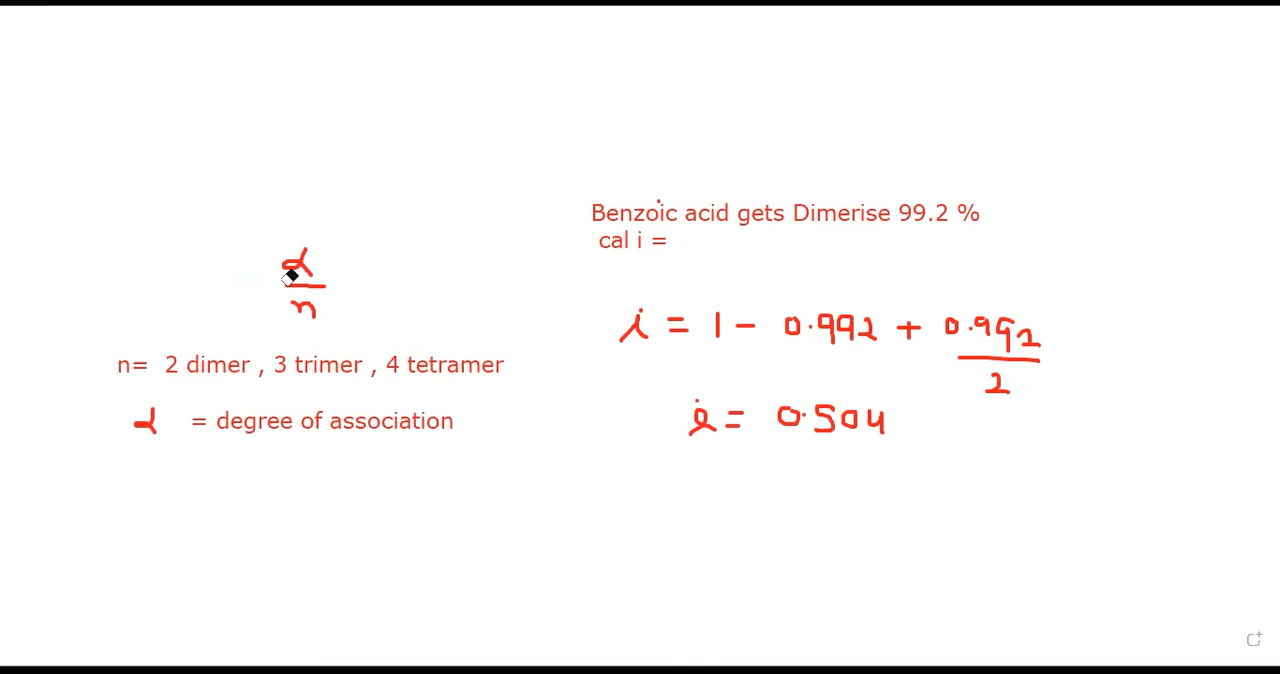 α
n
n=  2 dimer , 3 trimer , 4 tetramer
α = degree of association
Benzoic acid gets Dimerise 99.2 %
cal i =
i = 1 - 0.992 + 0.992
2
i = 0.504